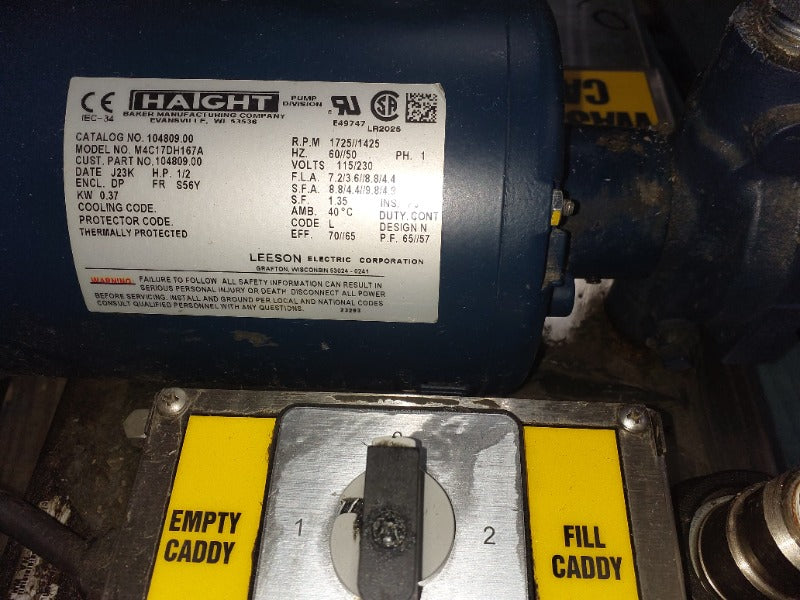 CE
IEC-34
HAIGHT
PUMP
DIVISION
BAKER MANUFACTURING COMPANY
EVANSVILLE, WI. 53536
E49747
LR2025
CATALOG NO. 104809.00
MODEL NO. M4C17DH167A
CUST. PART NO. 104809.00
DATE J23K H.P. 1/2
ENCL. DP FR S56Y
KW 0.37
COOLING CODE.
PROTECTOR CODE.
THERMALLY PROTECTED
R.P.M 1725//1425
HZ. 60//50 PH. 1
VOLTS 115/230
F.L.A. 7.2/3.6//8.8/4.4
S.F.A. 8.8/4.4//9.8/4.9
S.F. 1.35 INS.
AMB. 40°C DUTY. CONT
CODE L DESIGN N
EFF. 70//65 P.F. 65//57
LEESON ELECTRIC CORPORATION
GRAFTON, WISCONSIN 53024 - 0241
WARNING FAILURE TO FOLLOW ALL SAFETY INFORMATION CAN RESULT IN
SERIOUS PERSONAL INJURY OR DEATH. DISCONNECT ALL POWER
BEFORE SERVICING. INSTALL AND GROUND PER LOCAL AND NATIONAL CODES
CONSULT QUALIFIED PERSONNEL WITH ANY QUESTIONS.
EMPTY
CADDY
1
2
FILL
CADDY